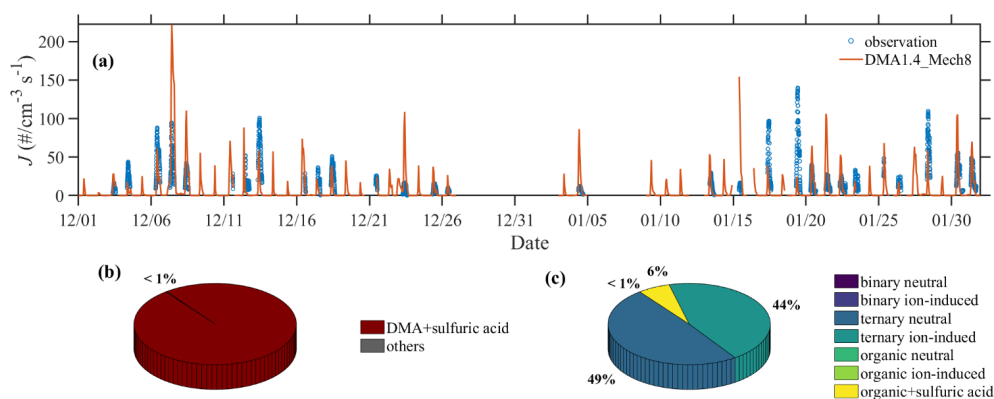 (a)
observation
DMA1.4_Mech8
J (#/cm⁻³ s⁻¹)
200
150
100
50
0
12/01 12/06 12/11 12/16 12/21 12/26 12/31 01/05 01/10 01/15 01/20 01/25 01/30
Date
(b)
< 1%
DMA+sulfuric acid
others
(c)
< 1%
6%
44%
49%
binary neutral
binary ion-induced
ternary neutral
ternary ion-indued
organic neutral
organic ion-induced
organic+sulfuric acid